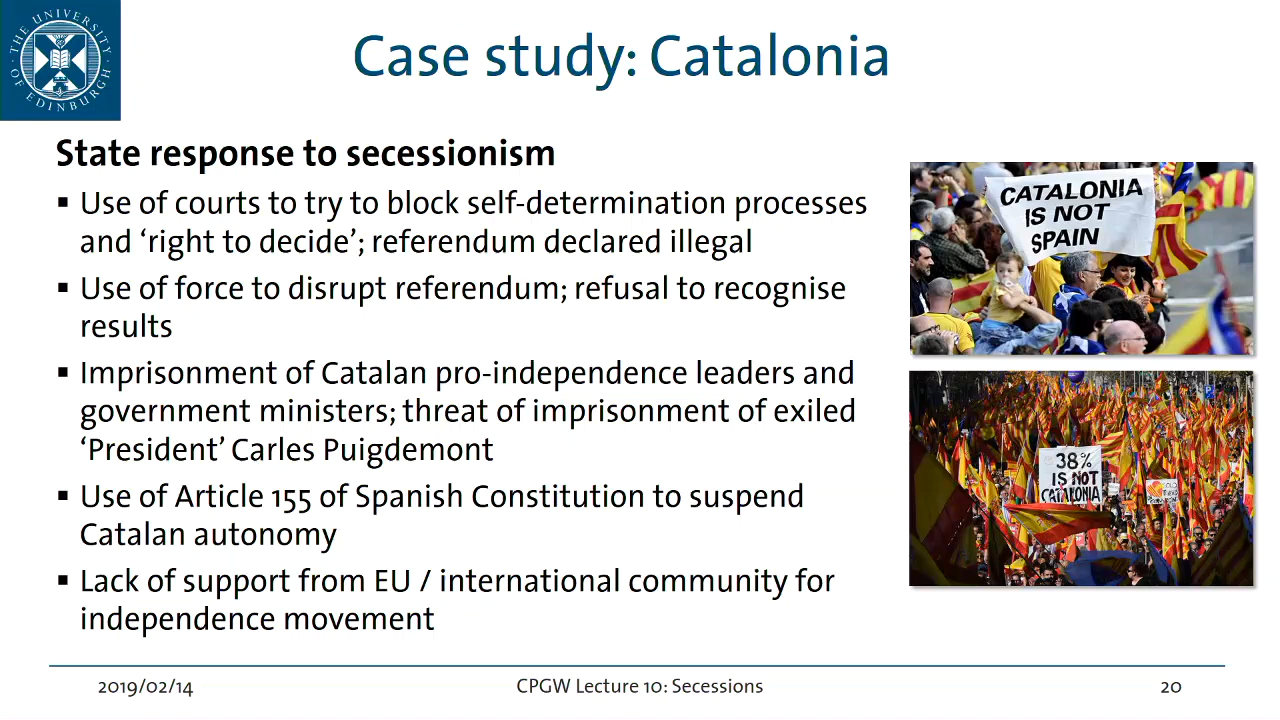 THE UNIVERSITY
OF EDINBURGH
Case study: Catalonia
State response to secessionism
▪ Use of courts to try to block self-determination processes
and ‘right to decide’; referendum declared illegal
▪ Use of force to disrupt referendum; refusal to recognise
results
▪ Imprisonment of Catalan pro-independence leaders and
government ministers; threat of imprisonment of exiled
‘President’ Carles Puigdemont
▪ Use of Article 155 of Spanish Constitution to suspend
Catalan autonomy
▪ Lack of support from EU / international community for
independence movement
CATALONIA
IS NOT
SPAIN
P
38%
IS NOT
CATALONIA
2019/02/14
CPGW Lecture 10: Secessions
20